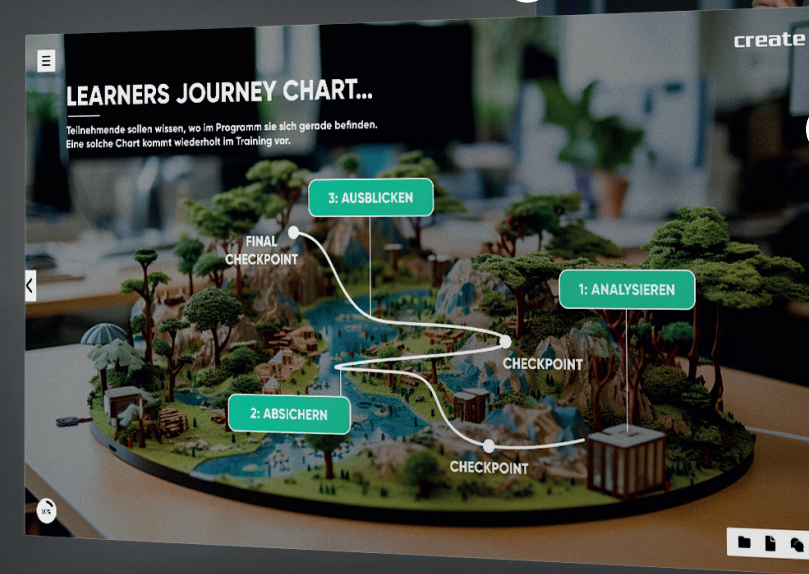 create
LEARNERS JOURNEY CHART...
Teilnehmende sollen wissen, wo im Programm sie sich gerade befinden.
Eine solche Chart kommt wiederholt im Training vor.
3: AUSBLICKEN
FINAL
CHECKPOINT
1: ANALYSIEREN
CHECKPOINT
2: ABSICHERN
CHECKPOINT